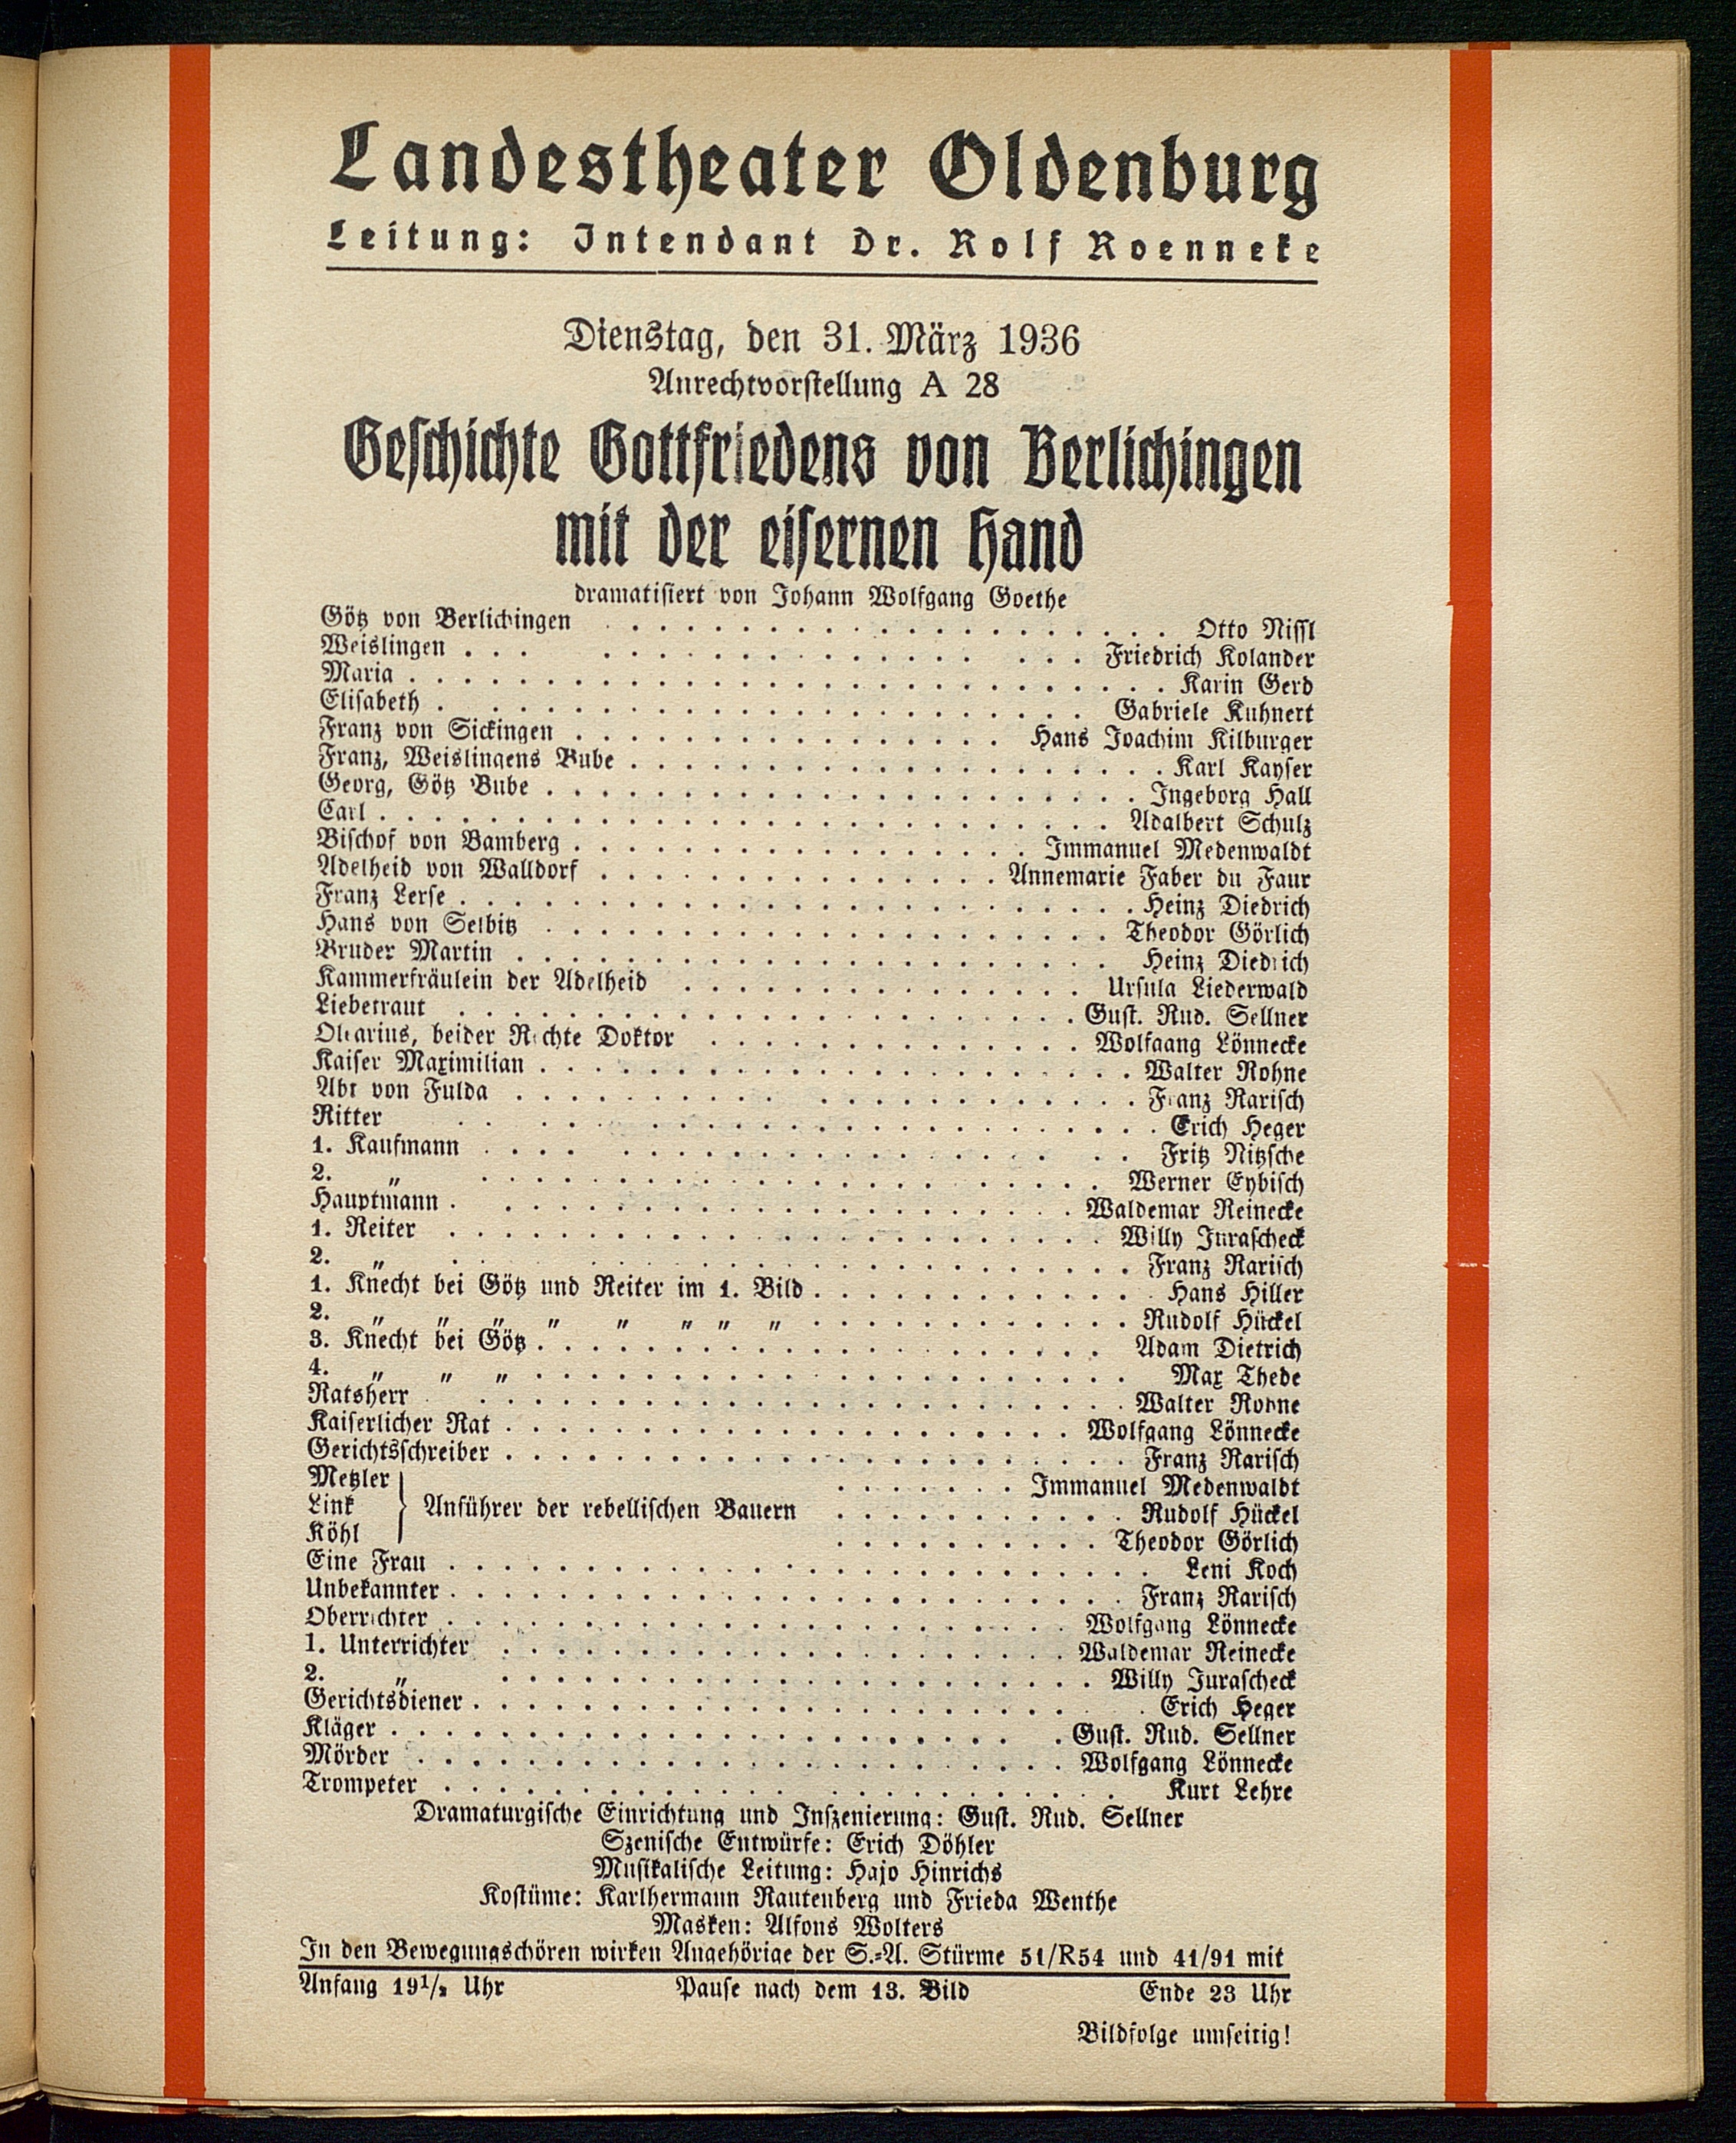 Landestheater Oldenburg
Leitung: Intendant Dr. Rolf Roenneke
Dienstag, den 31. März 1936
Anrechtvorstellung A 28
Geschichte Gottfriedens von Berlichingen
mit der eisernen Hand
dramatisiert von Johann Wolfgang Goethe
Götz von Berlichingen . . . . . Otto Nissl
Weislingen . . . . . Friedrich Kolander
Maria . . . . . Karin Gerd
Elisabeth . . . . . Gabriele Kuhnert
Franz von Sickingen . . . . . Hans Joachim Kilburger
Franz, Weislingens Bube . . . . . Karl Kayser
Georg, Götz Bube . . . . . Ingeborg Hall
Carl . . . . . Adalbert Schulz
Bischof von Bamberg . . . . . Immanuel Medenwaldt
Adelheid von Walldorf . . . . . Annemarie Faber du Faur
Franz Lerse . . . . . Heinz Diedrich
Hans von Selbitz . . . . . Theodor Görlich
Bruder Martin . . . . . Heinz Diedrich
Kammerfräulein der Adelheid . . . . . Ursula Liederwald
Liebetraut . . . . . Gust. Rud. Sellner
Olearius, beider Rechte Doktor . . . . . Wolfgang Lönnecke
Kaiser Maximilian . . . . . Walter Rohne
Abt von Fulda . . . . . Franz Rarisch
Ritter . . . . . Erich Heger
1. Kaufmann . . . . . Fritz Nitzsche
2. " . . . . . Werner Eybisch
Hauptmann . . . . . Waldemar Reinecke
1. Reiter . . . . . Willy Jurascheck
2. " . . . . . Franz Rarisch
1. Knecht bei Götz und Reiter im 1. Bild . . . . . Hans Hiller
2. " " " " " " " " . . . . . Rudolf Hückel
3. Knecht bei Götz . . . . . Adam Dietrich
4. " " " . . . . . Max Thede
Ratsherr . . . . . Walter Rohne
Kaiserlicher Rat . . . . . Wolfgang Lönnecke
Gerichtsschreiber . . . . . Franz Rarisch
Metzler . . . . . Immanuel Medenwaldt
Link } Anführer der rebellischen Bauern . . . . . Rudolf Hückel
Köhl . . . . . Theodor Görlich
Eine Frau . . . . . Leni Koch
Unbekannter . . . . . Franz Rarisch
Oberrichter . . . . . Wolfgang Lönnecke
1. Unterrichter . . . . . Waldemar Reinecke
2. " . . . . . Willy Jurascheck
Gerichtsdiener . . . . . Erich Heger
Kläger . . . . . Gust. Rud. Sellner
Mörder . . . . . Wolfgang Lönnecke
Trompeter . . . . . Kurt Lehre
Dramaturgische Einrichtung und Inszenierung: Gust. Rud. Sellner
Szenische Entwürfe: Erich Döhler
Musikalische Leitung: Hajo Hinrichs
Kostüme: Karlhermann Rautenberg und Frieda Wenthe
Masken: Alfons Wolters
In den Bewegungschören wirken Angehörige der S.-A. Stürme 51/R54 und 41/91 mit
Anfang 19½ Uhr Pause nach dem 13. Bild Ende 23 Uhr
Bildfolge umseitig!